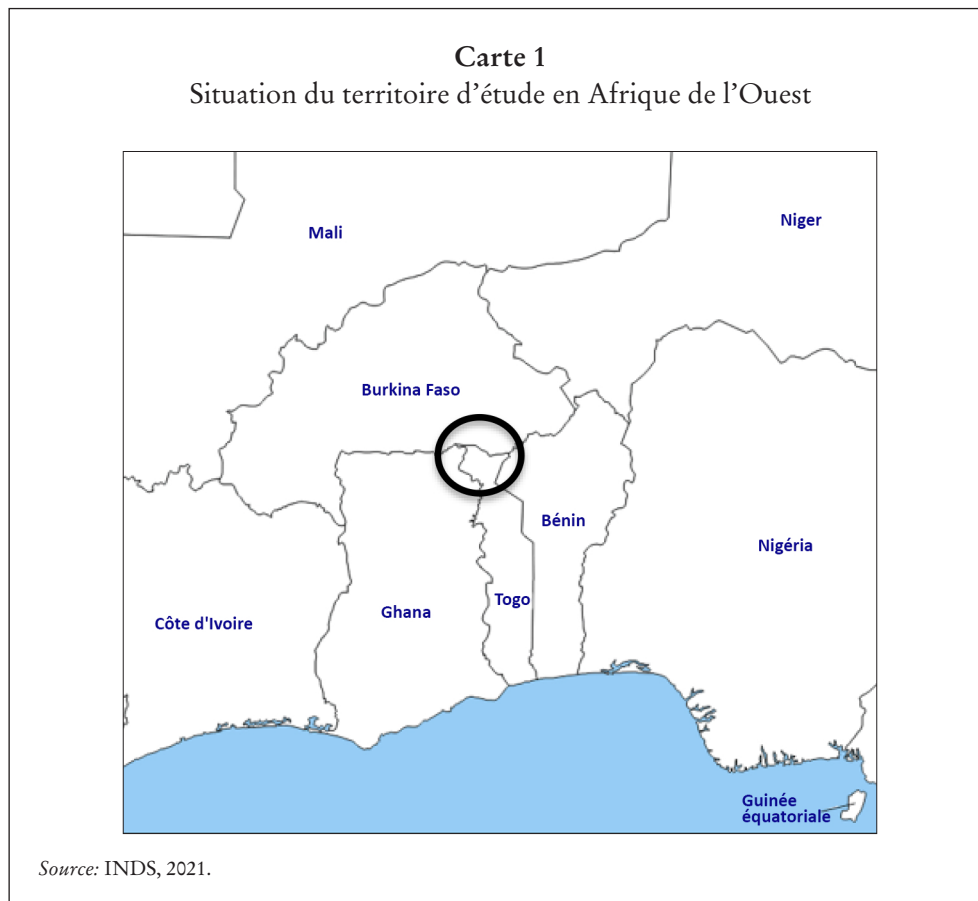 Carte 1
Situation du territoire d’étude en Afrique de l’Ouest
Mali
Niger
Burkina Faso
Bénin
Nigéria
Togo
Ghana
Côte d'Ivoire
Guinée
équatoriale
Source: INDS, 2021.